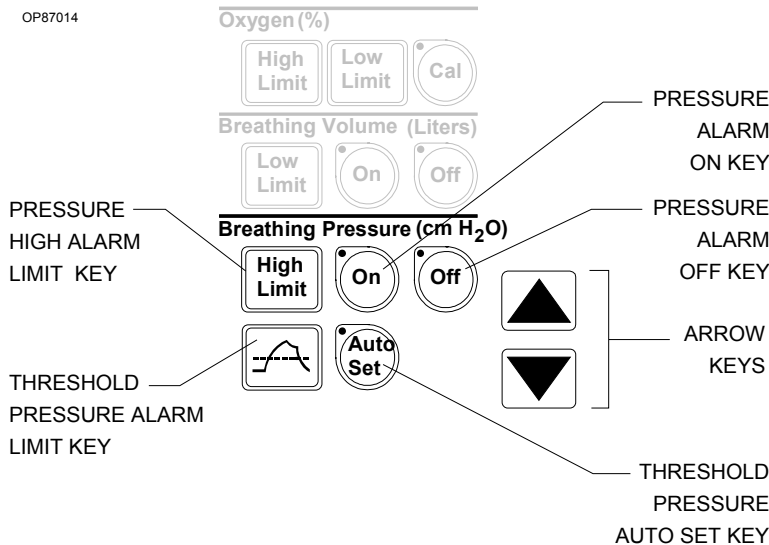 OP87014
Oxygen (%)
High
Limit
Low
Limit
Cal
Breathing Volume (Liters)
Low
Limit
On
Off
Breathing Pressure (cm H2O)
High
Limit
On
Off
Auto
Set
PRESSURE
HIGH ALARM
LIMIT KEY
THRESHOLD
PRESSURE ALARM
LIMIT KEY
PRESSURE
ALARM
ON KEY
PRESSURE
ALARM
OFF KEY
ARROW
KEYS
THRESHOLD
PRESSURE
AUTO SET KEY